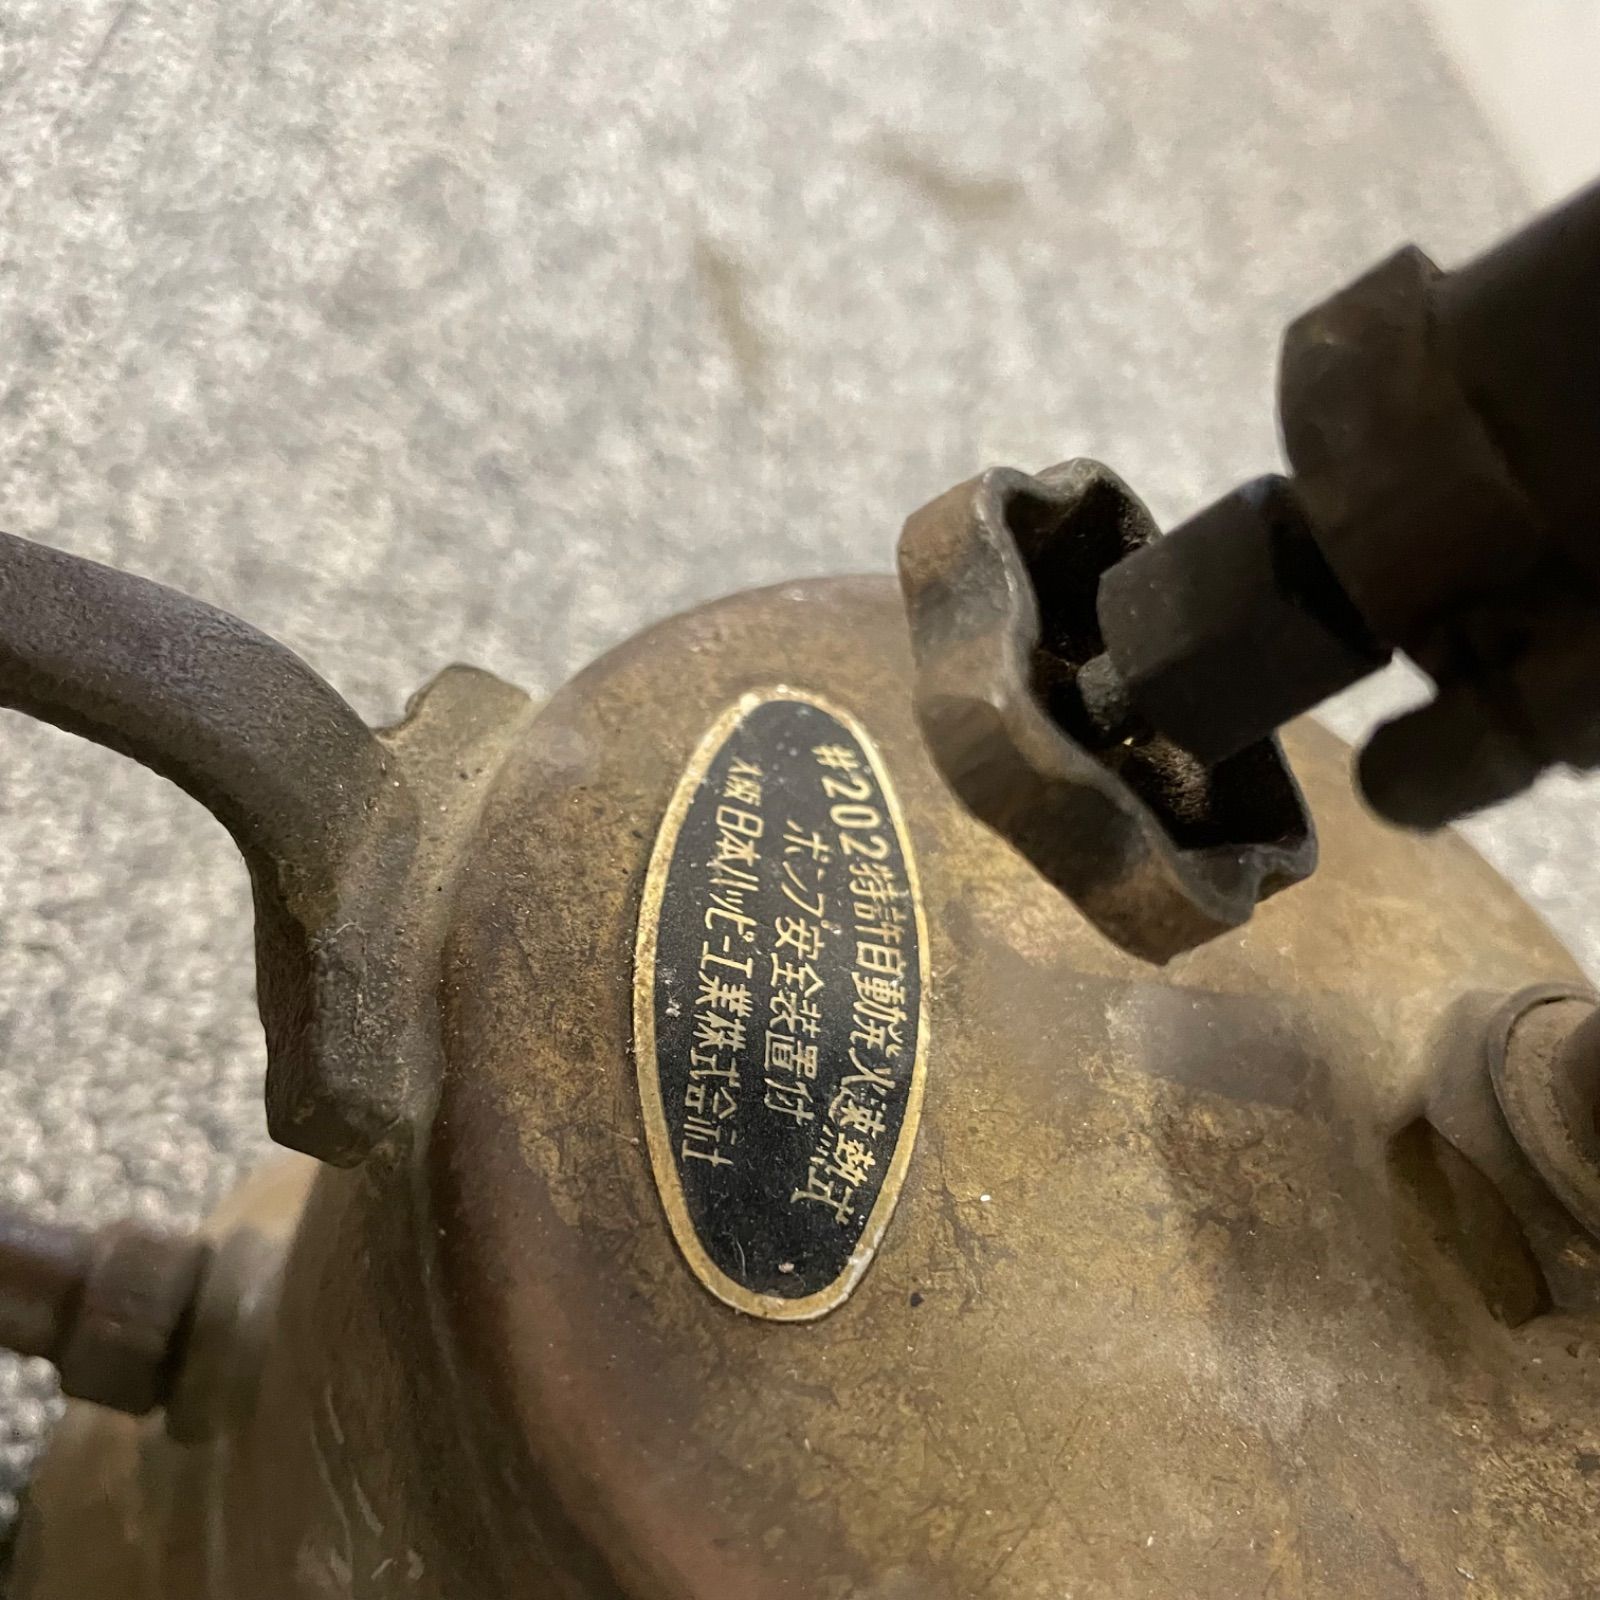 #202特許自動放火速熱式
ポンプ安全装置付
大阪日本ハッピー工業株式会社